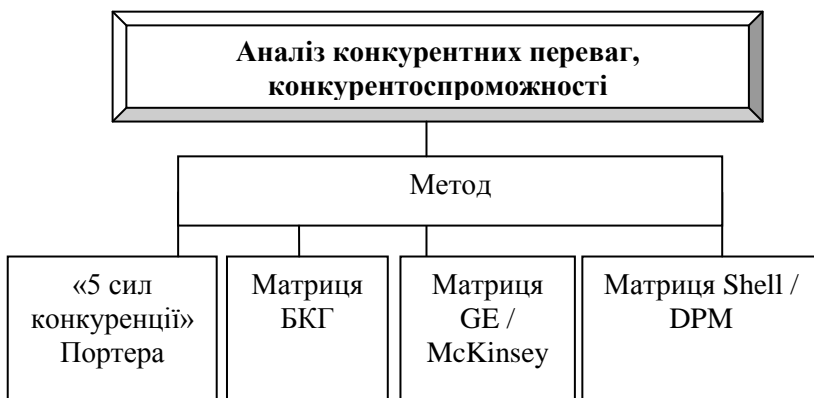 Аналіз конкурентних переваг,
конкурентоспроможності
Метод
«5 сил
конкуренції»
Портера
Матриця
БКГ
Матриця
GE /
McKinsey
Матриця Shell /
DPM